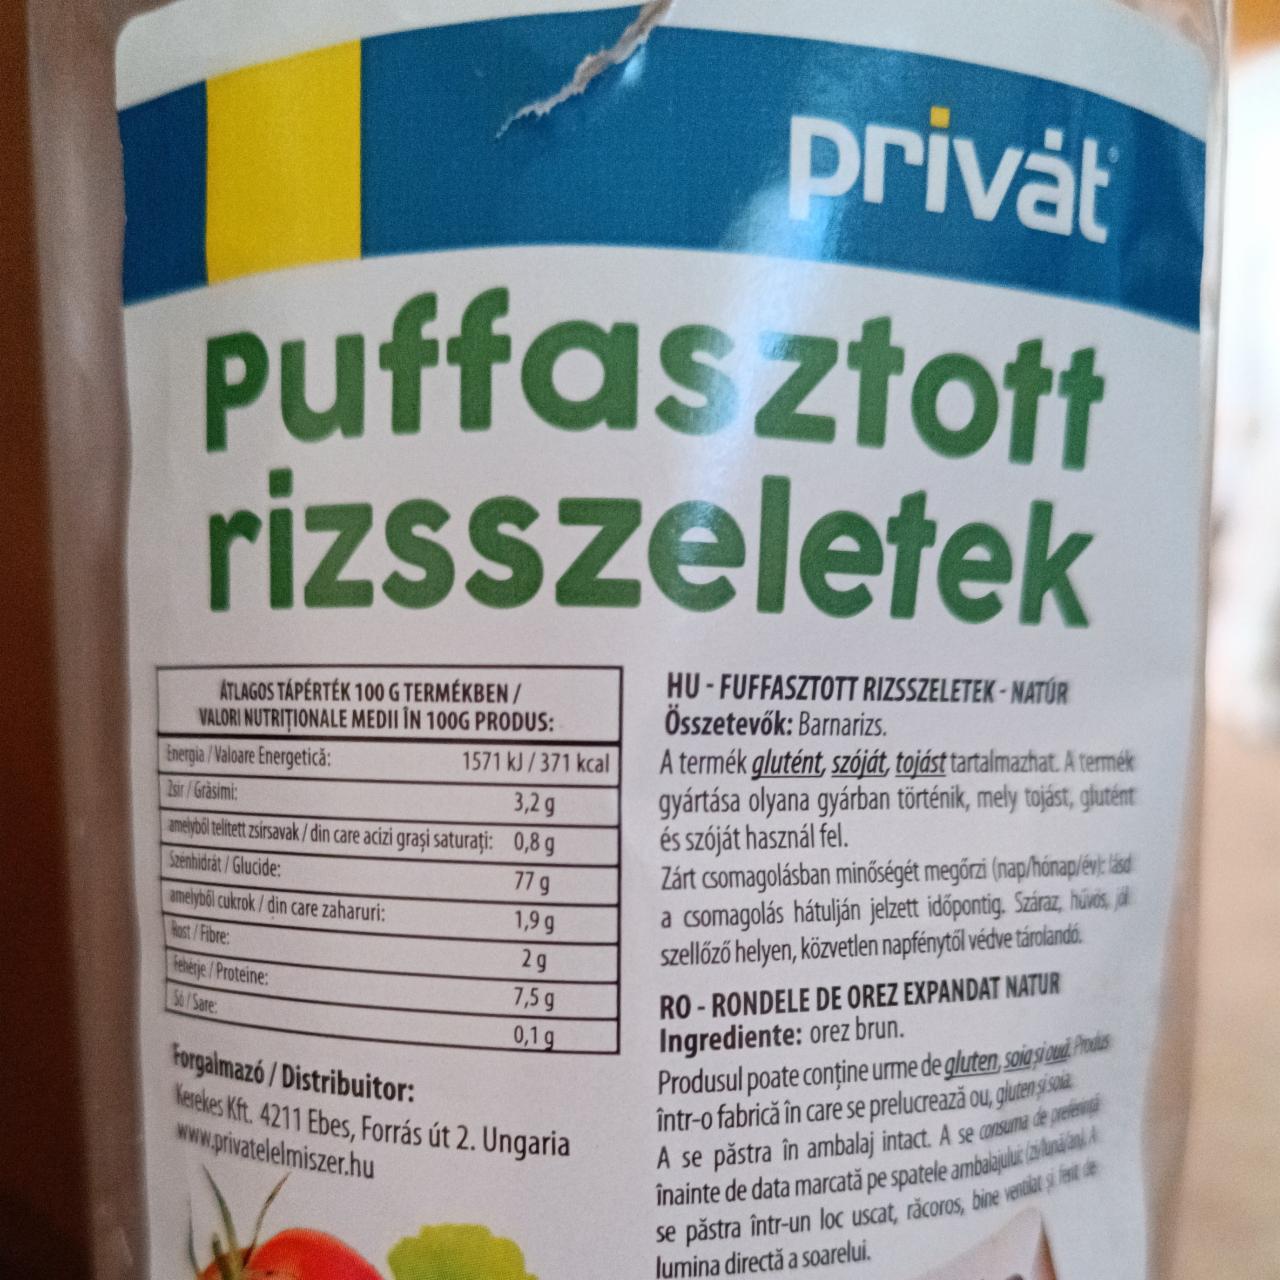 privát
Puffasztott
rizsszeletek
ÁTLAGOS TÁPÉRTÉK 100 G TERMÉKBEN /
VALORI NUTRIȚIONALE MEDII ÎN 100G PRODUS:
Energia / Valoare Energetică: 1571 kJ / 371 kcal
Zsír / Grăsimi: 3,2 g
amelyből telített zsírsavak / din care acizi grași saturați: 0,8 g
Szénhidrát / Glucide: 77 g
amelyből cukrok / din care zaharuri: 1,9 g
Rost / Fibre: 2 g
Fehérje / Proteine: 7,5 g
Só / Sare: 0,1 g
Forgalmazó / Distribuitor:
Kerekes Kft. 4211 Ebes, Forrás út 2. Ungaria
www.privatelelmiszer.hu
HU - FUFFASZTOTT RIZSSZELETEK - NATÚR
Összetevők: Barnarizs.
A termék glutént, szóját, tojást tartalmazhat. A termék
gyártása olyana gyárban történik, mely tojást, glutént
és szóját használ fel.
Zárt csomagolásban minőségét megőrzi (nap/hónap/év): lásd
a csomagolás hátulján jelzett időpontig. Száraz, hűvös, jól
szellőző helyen, közvetlen napfénytől védve tárolandó.
RO - RONDELE DE OREZ EXPANDAT NATUR
Ingrediente: orez brun.
Produsul poate conține urme de gluten, soia și ouă. Produs
într-o fabrică în care se prelucrează ou, gluten și soia.
A se păstra în ambalaj intact. A se consuma de preferință
înainte de data marcată pe spatele ambalajului: (zi/lună/an). A
se păstra într-un loc uscat, răcoros, bine ventilat și ferit de
lumina directă a soarelui.